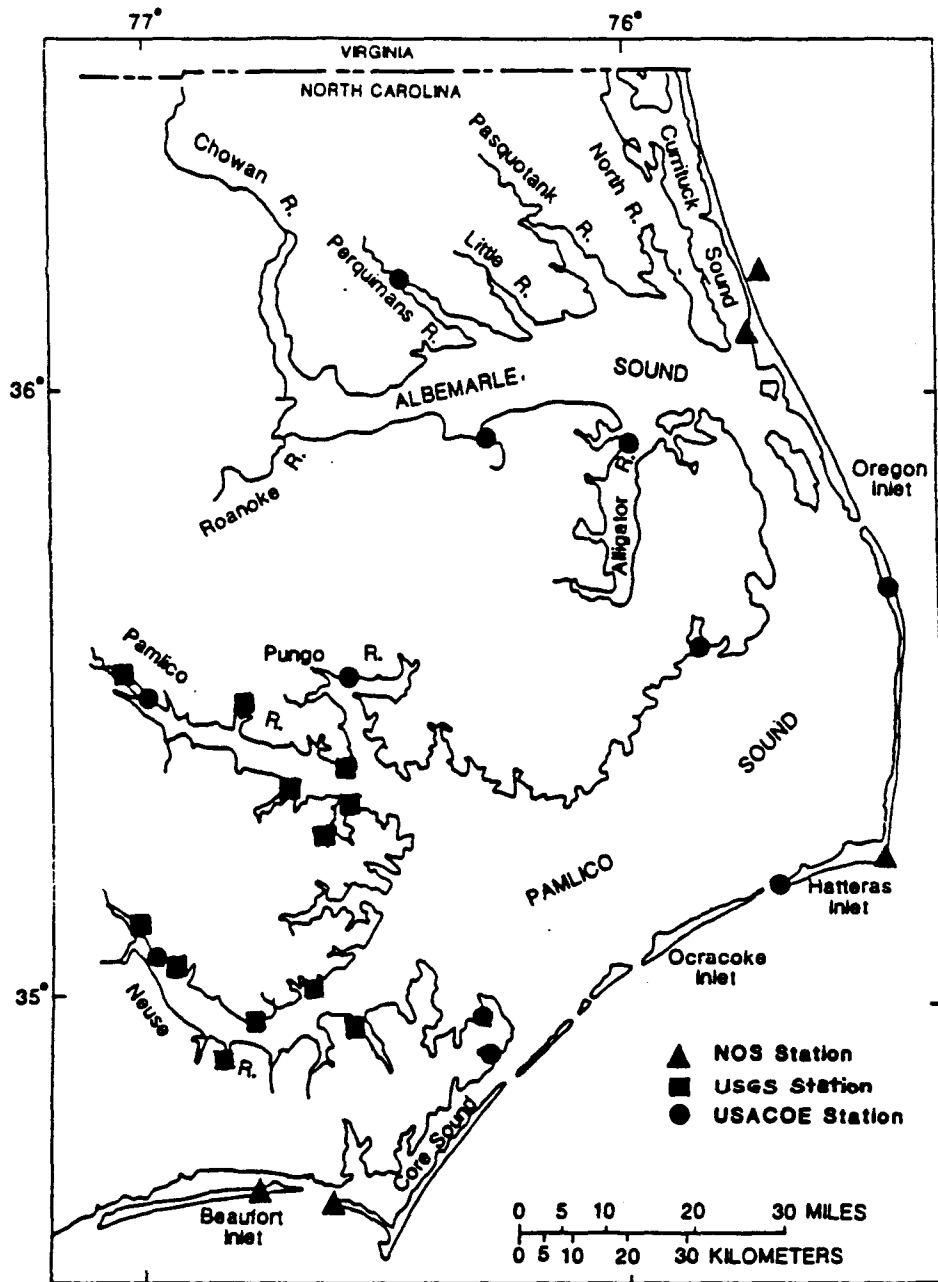 77° 76°
VIRGINIA
NORTH CAROLINA
Chowan R.
Pasquotank R.
North R.
Currituck Sound
Little R.
Perquimans R.
36°
ALBEMARLE SOUND
Roanoke R.
Alligator R.
Oregon Inlet
Pamlico R.
Pungo R.
PAMLICO SOUND
Hatteras Inlet
Ocracoke Inlet
35°
Neuse R.
Core Sound
Beaufort Inlet
NOS Station
USGS Station
USACOE Station
0 5 10 20 30 MILES
0 5 10 20 30 KILOMETERS